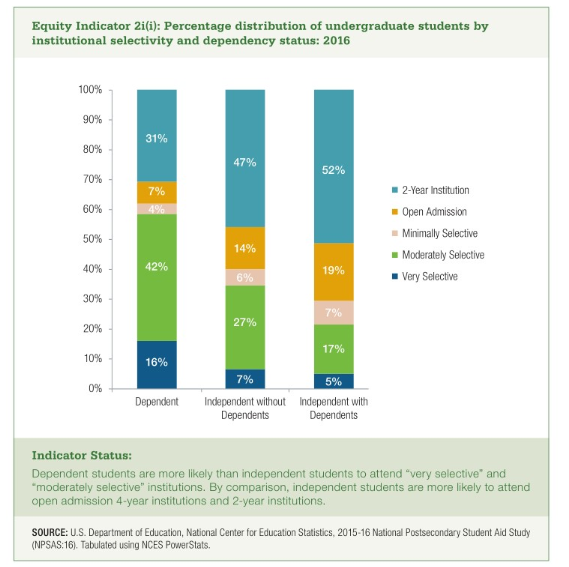 Equity Indicator 2i(i): Percentage distribution of undergraduate students by
institutional selectivity and dependency status: 2016
100%
90%
80%
70%
60%
50%
40%
30%
20%
10%
0%
31%
7%
4%
42%
16%
47%
14%
6%
27%
7%
52%
19%
7%
17%
5%
Dependent
Independent without
Dependents
Independent with
Dependents
2-Year Institution
Open Admission
Minimally Selective
Moderately Selective
Very Selective
Indicator Status:
Dependent students are more likely than independent students to attend “very selective” and
“moderately selective” institutions. By comparison, independent students are more likely to attend
open admission 4-year institutions and 2-year institutions.
SOURCE: U.S. Department of Education, National Center for Education Statistics, 2015-16 National Postsecondary Student Aid Study
(NPSAS:16). Tabulated using NCES PowerStats.